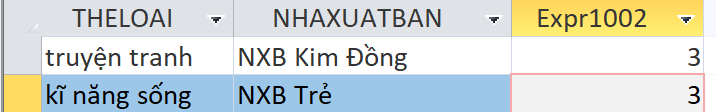 THELOAI NHAXUATBAN Expr1002
truyện tranh NXB Kim Đồng 3
kĩ năng sống NXB Trẻ 3